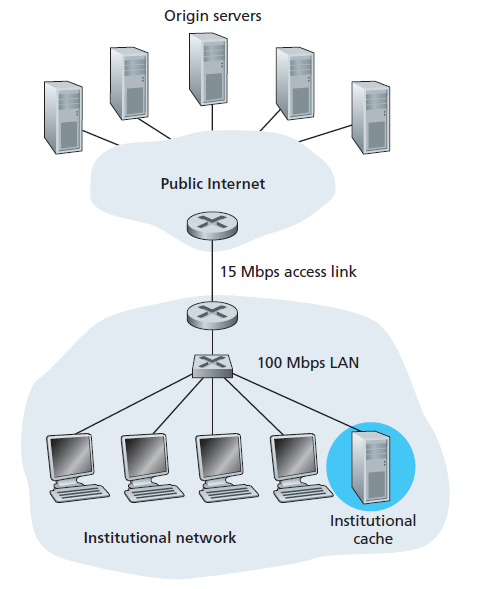 Origin servers
Public Internet
15 Mbps access link
100 Mbps LAN
Institutional
cache
Institutional network